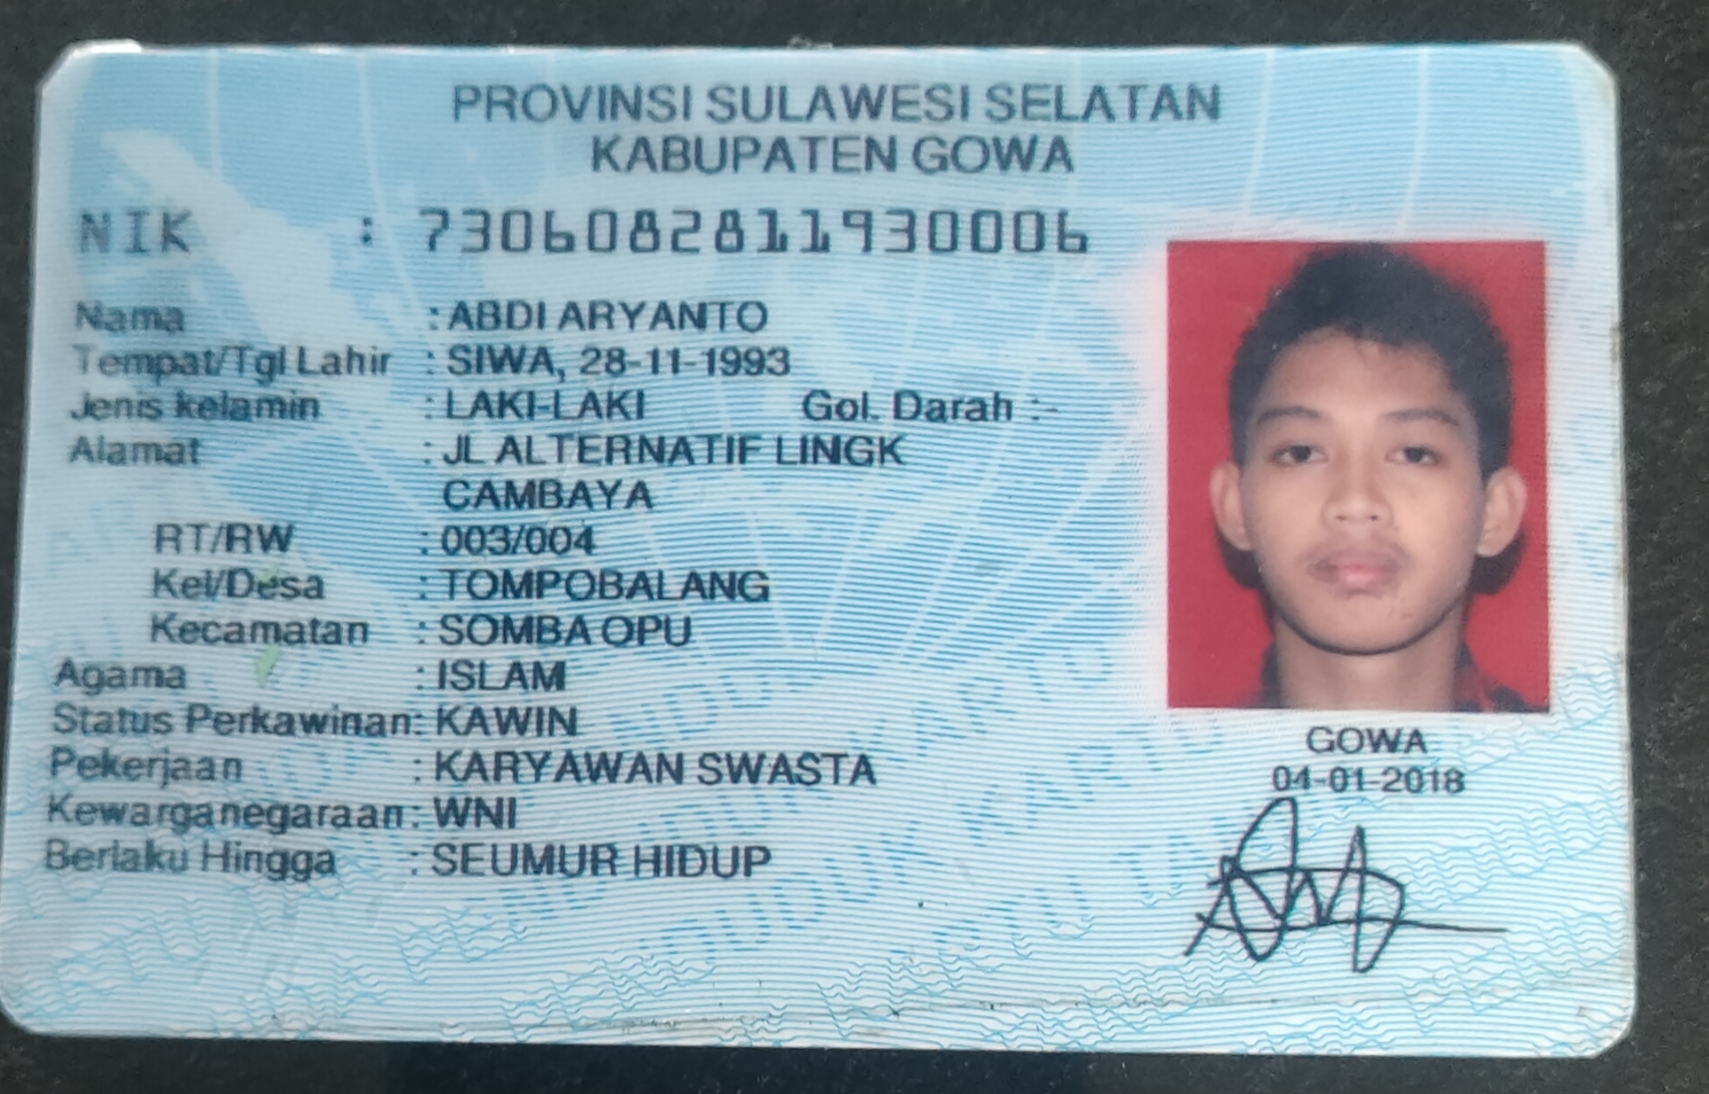 PROVINSI SULAWESI SELATAN
KABUPATEN GOWA
NIK : 7306082811930006
Nama : ABDI ARYANTO
Tempat/Tgl Lahir : SIWA, 28-11-1993
Jenis kelamin : LAKI-LAKI Gol. Darah :-
Alamat : JL ALTERNATIF LINGK
CAMBAYA
RT/RW : 003/004
Kel/Desa : TOMPOBALANG
Kecamatan : SOMBA OPU
Agama : ISLAM
Status Perkawinan: KAWIN
Pekerjaan : KARYAWAN SWASTA
Kewarganegaraan: WNI
Berlaku Hingga : SEUMUR HIDUP
GOWA
04-01-2018